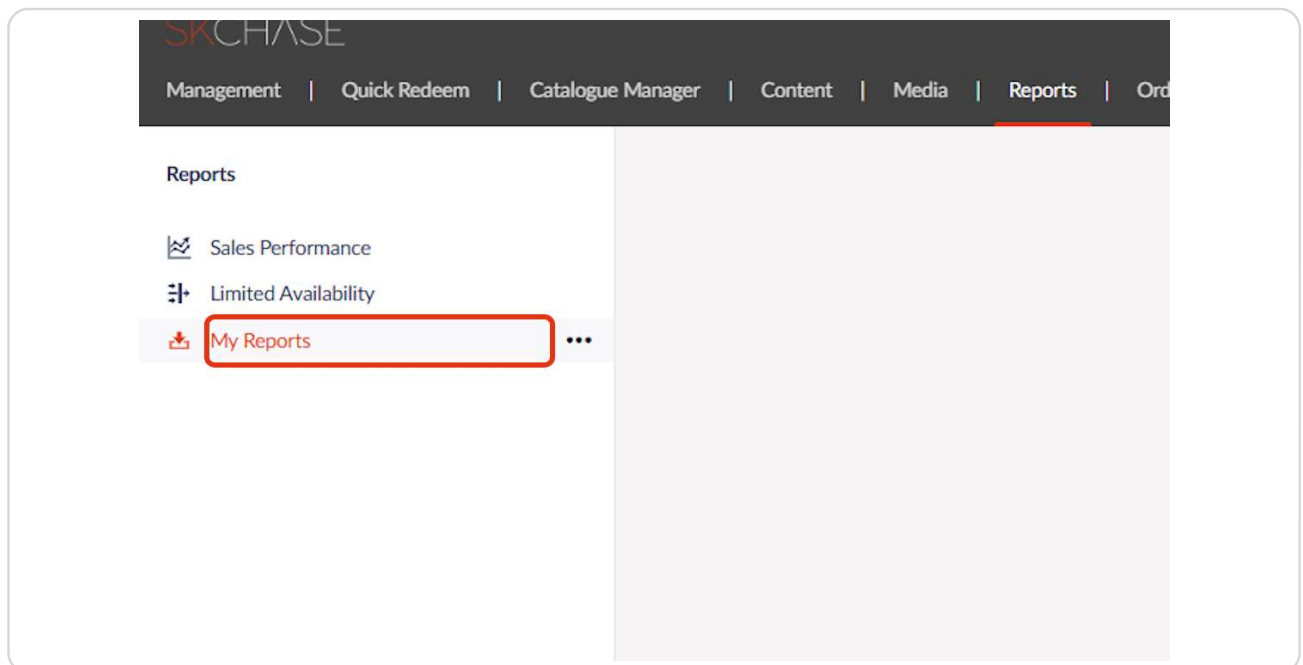 SKCHASE
Management | Quick Redeem | Catalogue Manager | Content | Media | Reports | Ord
Reports
Sales Performance
Limited Availability
My Reports